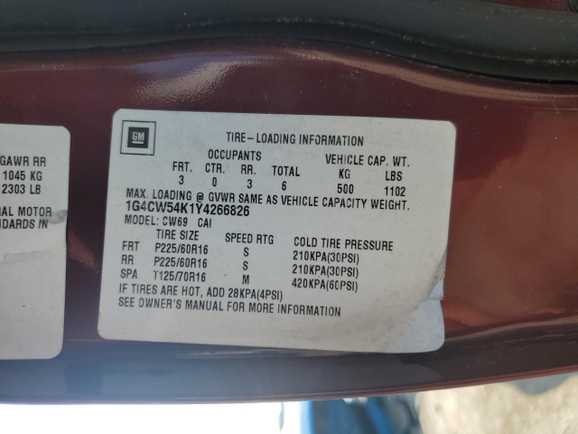 GAWR RR
1045 KG
2303 LB
MOTOR
GM
TIRE-LOADING INFORMATION
OCCUPANTS VEHICLE CAP. WT.
FRT. CTR. RR. TOTAL KG LBS
3 0 3 6 500 1102
MAX. LOADING @ GVWR SAME AS VEHICLE CAPACITY WEIGHT.
1G4CW54K1Y4266826
MODEL: CW69 CAI
TIRE SIZE SPEED RTG COLD TIRE PRESSURE
FRT P225/60R16 S 210KPA(30PSI)
RR P225/60R16 S 210KPA(30PSI)
SPA T125/70R16 M 420KPA(60PSI)
IF TIRES ARE HOT, ADD 28KPA(4PSI)
SEE OWNER'S MANUAL FOR MORE INFORMATION